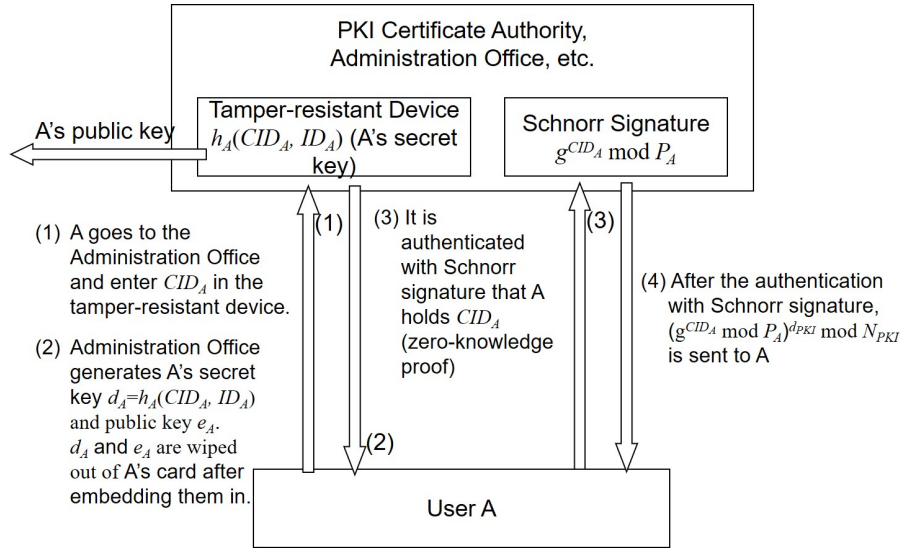 PKI Certificate Authority,
Administration Office, etc.
Tamper-resistant Device
h_A(CID_A, ID_A) (A's secret
key)
Schnorr Signature
g^{CID_A} mod P_A
A's public key
(1)
(3)
(1) A goes to the
Administration Office
and enter CID_A in the
tamper-resistant device.
(2) Administration Office
generates A's secret
key d_A=h_A(CID_A, ID_A)
and public key e_A.
d_A and e_A are wiped
out of A's card after
embedding them in.
(3) It is
authenticated
with Schnorr
signature that A
holds CID_A
(zero-knowledge
proof)
(4) After the authentication
with Schnorr signature,
(g^{CID_A} mod P_A)^{d_{PKI}} mod N_{PKI}
is sent to A
(2)
User A